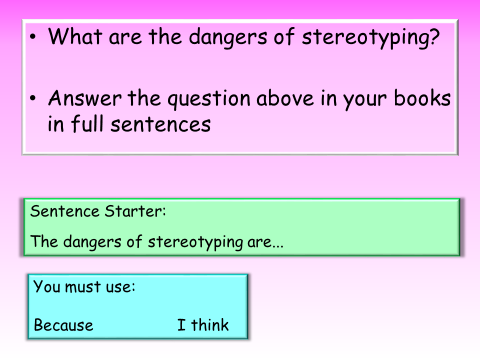 • What are the dangers of stereotyping?
• Answer the question above in your books
in full sentences
Sentence Starter:
The dangers of stereotyping are...
You must use:
Because I think